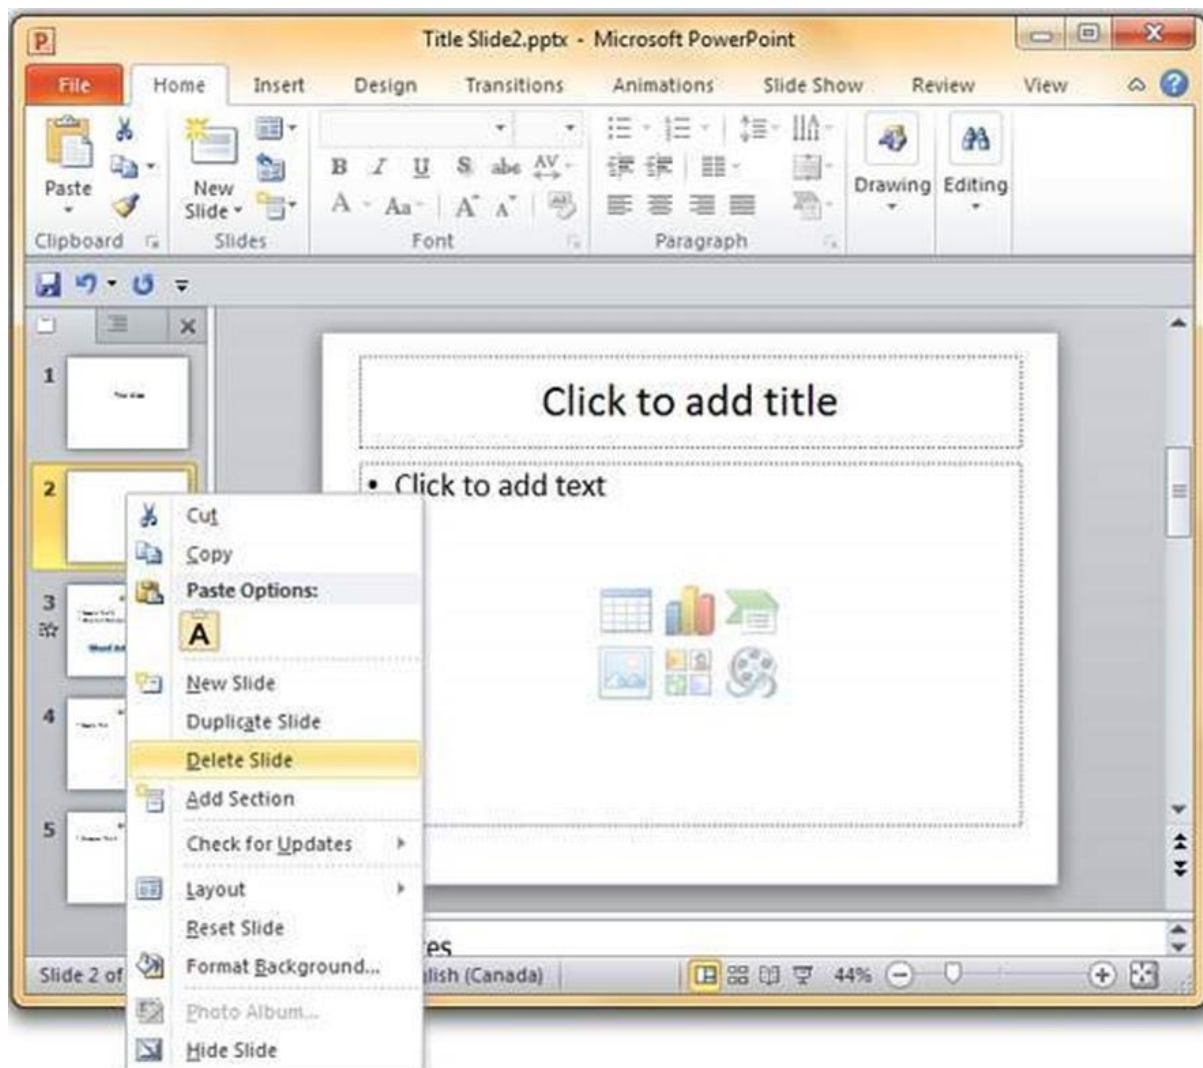 Title Slide2.pptx - Microsoft PowerPoint
File Home Insert Design Transitions Animations Slide Show Review View
Paste
New Slide
B I U S abc AV
A Aa A A
Drawing Editing
Clipboard Slides Font Paragraph
1
2
3
4
5
Click to add title
• Click to add text
Cut
Copy
Paste Options:
A
New Slide
Duplicate Slide
Delete Slide
Add Section
Check for Updates
Layout
Reset Slide
Format Background...
Photo Album...
Hide Slide
Slide 2 of
(Canada)
44%